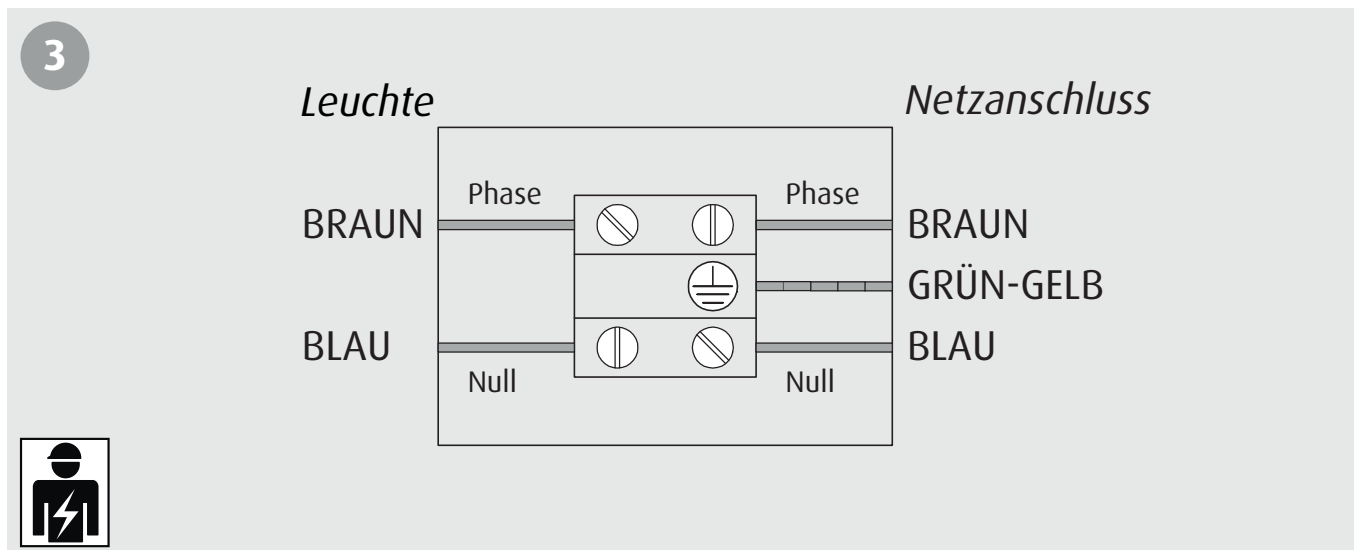 3
Leuchte
Netzanschluss
Phase
Phase
BRAUN
BRAUN
GRÜN-GELB
BLAU
BLAU
Null
Null